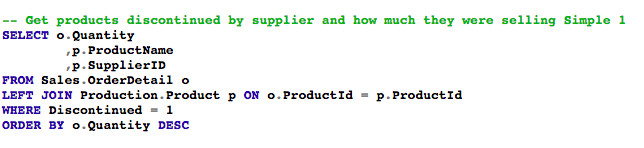 -- Get products discontinued by supplier and how much they were selling Simple 1
SELECT o.Quantity
,p.ProductName
,p.SupplierID
FROM Sales.OrderDetail o
LEFT JOIN Production.Product p ON o.ProductId = p.ProductId
WHERE Discontinued = 1
ORDER BY o.Quantity DESC